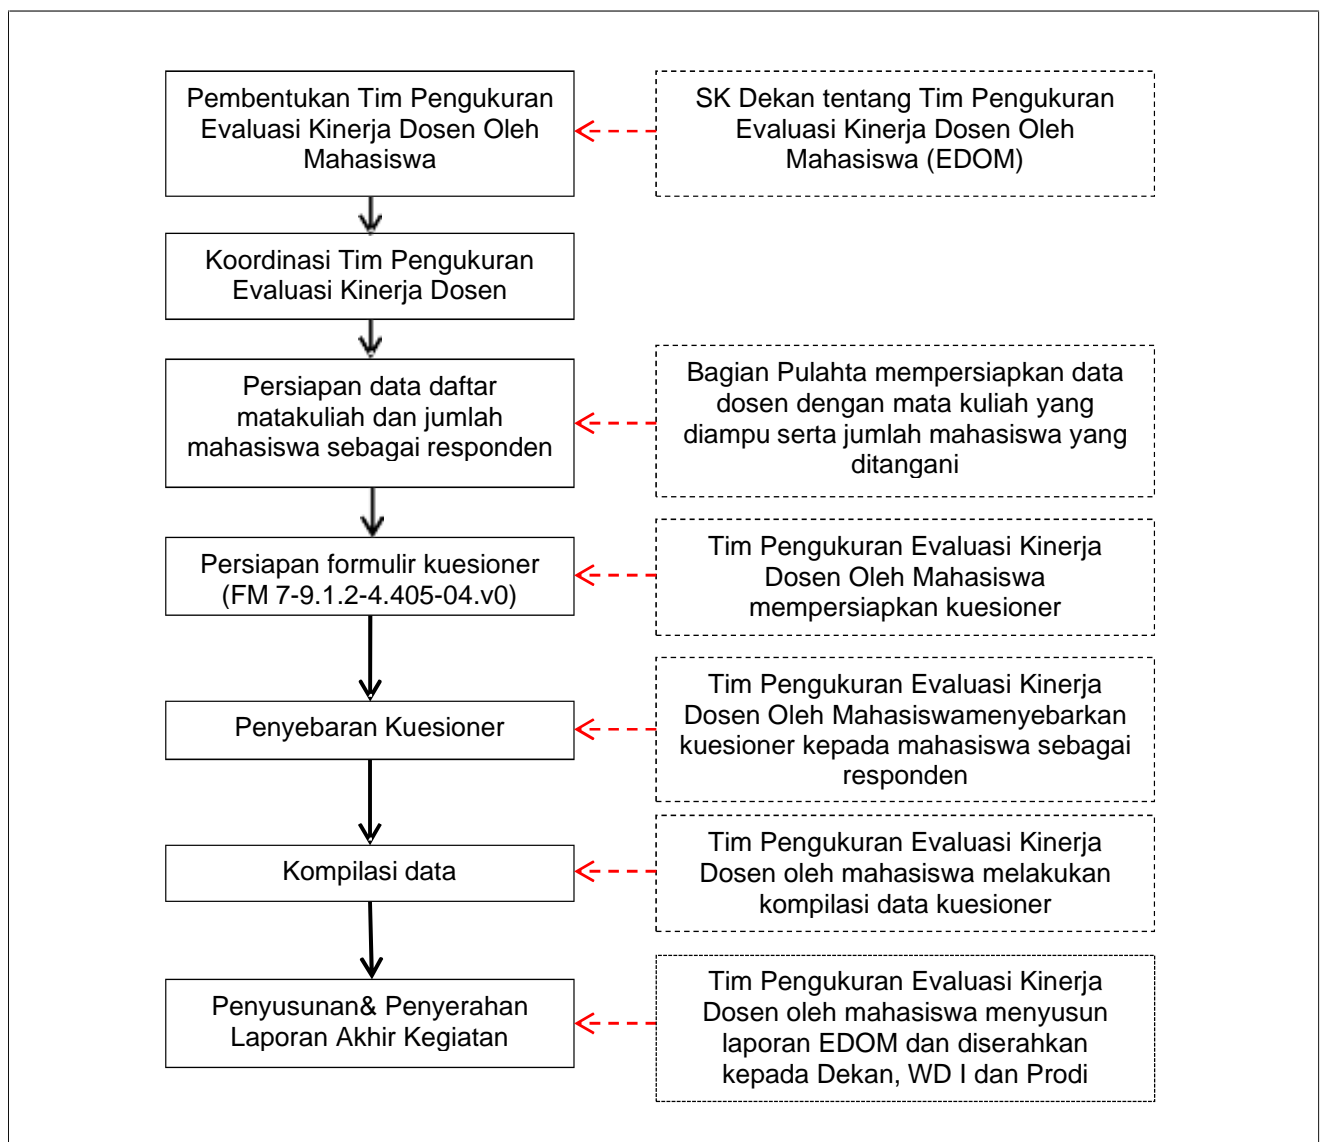 Pembentukan Tim Pengukuran
Evaluasi Kinerja Dosen Oleh
Mahasiswa
SK Dekan tentang Tim Pengukuran
Evaluasi Kinerja Dosen Oleh
Mahasiswa (EDOM)
Koordinasi Tim Pengukuran
Evaluasi Kinerja Dosen
Persiapan data daftar
matakuliah dan jumlah
mahasiswa sebagai responden
Bagian Pulahta mempersiapkan data
dosen dengan mata kuliah yang
diampu serta jumlah mahasiswa yang
ditangani
Persiapan formulir kuesioner
(FM 7-9.1.2-4.405-04.v0)
Tim Pengukuran Evaluasi Kinerja
Dosen Oleh Mahasiswa
mempersiapkan kuesioner
Penyebaran Kuesioner
Tim Pengukuran Evaluasi Kinerja
Dosen Oleh Mahasiswamenyebarkan
kuesioner kepada mahasiswa sebagai
responden
Kompilasi data
Tim Pengukuran Evaluasi Kinerja
Dosen oleh mahasiswa melakukan
kompilasi data kuesioner
Penyusunan& Penyerahan
Laporan Akhir Kegiatan
Tim Pengukuran Evaluasi Kinerja
Dosen oleh mahasiswa menyusun
laporan EDOM dan diserahkan
kepada Dekan, WD I dan Prodi